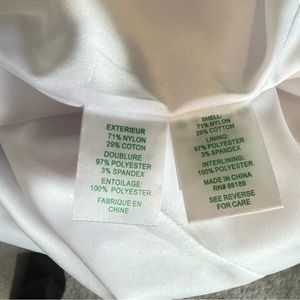 EXTERIEUR
71% NYLON
29% COTON
DOUBLURE
97% POLYESTER
3% SPANDEX
ENTOILAGE:
100% POLYESTER
FABRIQUE EN
CHINE
SHELL:
71% NYLON
29% COTTON
LINING:
97% POLYESTER
3% SPANDEX
INTERLINING:
100% POLYESTER
MADE IN CHINA
RN# 86189
SEE REVERSE
FOR CARE